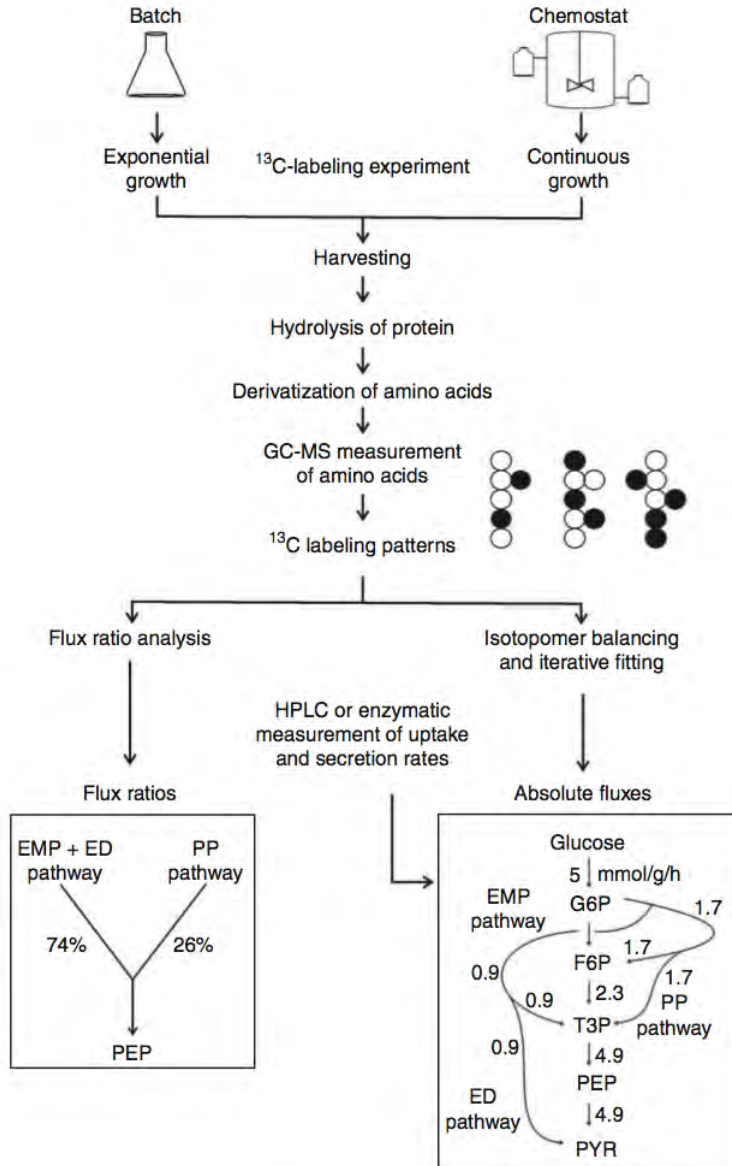 Batch
Chemostat
Exponential
growth
¹³C-labeling experiment
Continuous
growth
Harvesting
Hydrolysis of protein
Derivatization of amino acids
GC-MS measurement
of amino acids
¹³C labeling patterns
Flux ratio analysis
Isotopomer balancing
and iterative fitting
HPLC or enzymatic
measurement of uptake
and secretion rates
Flux ratios
EMP + ED
pathway
PP
pathway
74%
26%
PEP
Absolute fluxes
Glucose
5 mmol/g/h
G6P
EMP
pathway
1.7
1.7
F6P
0.9
1.7
2.3
PP
pathway
0.9
T3P
0.9
4.9
PEP
ED
pathway
4.9
PYR